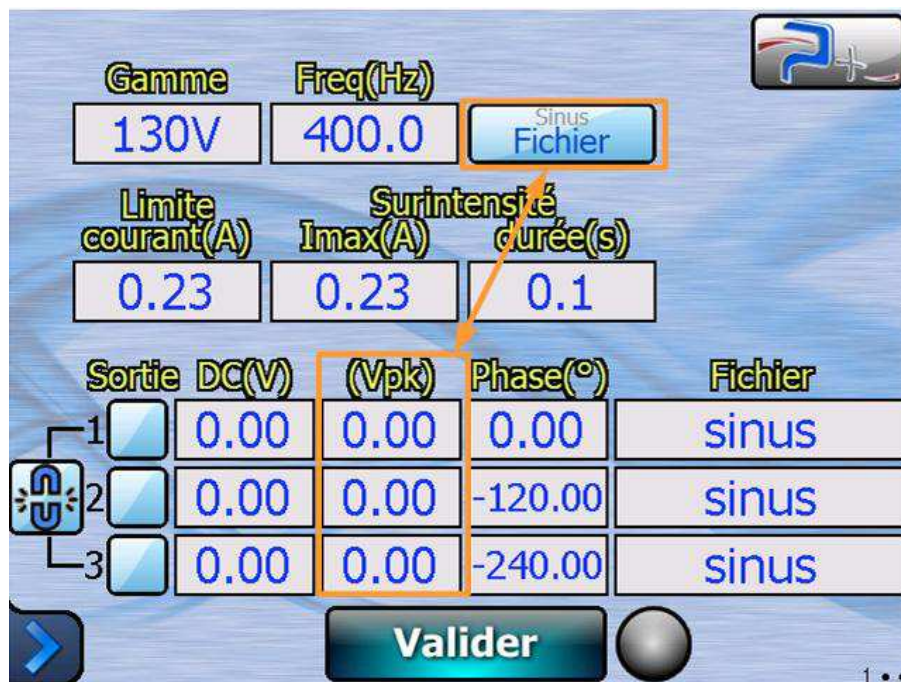 Gamme Freq(Hz)
130V 400.0 Sinus
Fichier
Limite Surintensité
courant(A) Imax(A) durée(s)
0.23 0.23 0.1
Sortie DC(V) (Vpk) Phase(°) Fichier
1 0.00 0.00 0.00 sinus
2 0.00 0.00 -120.00 sinus
3 0.00 0.00 -240.00 sinus
Valider
1